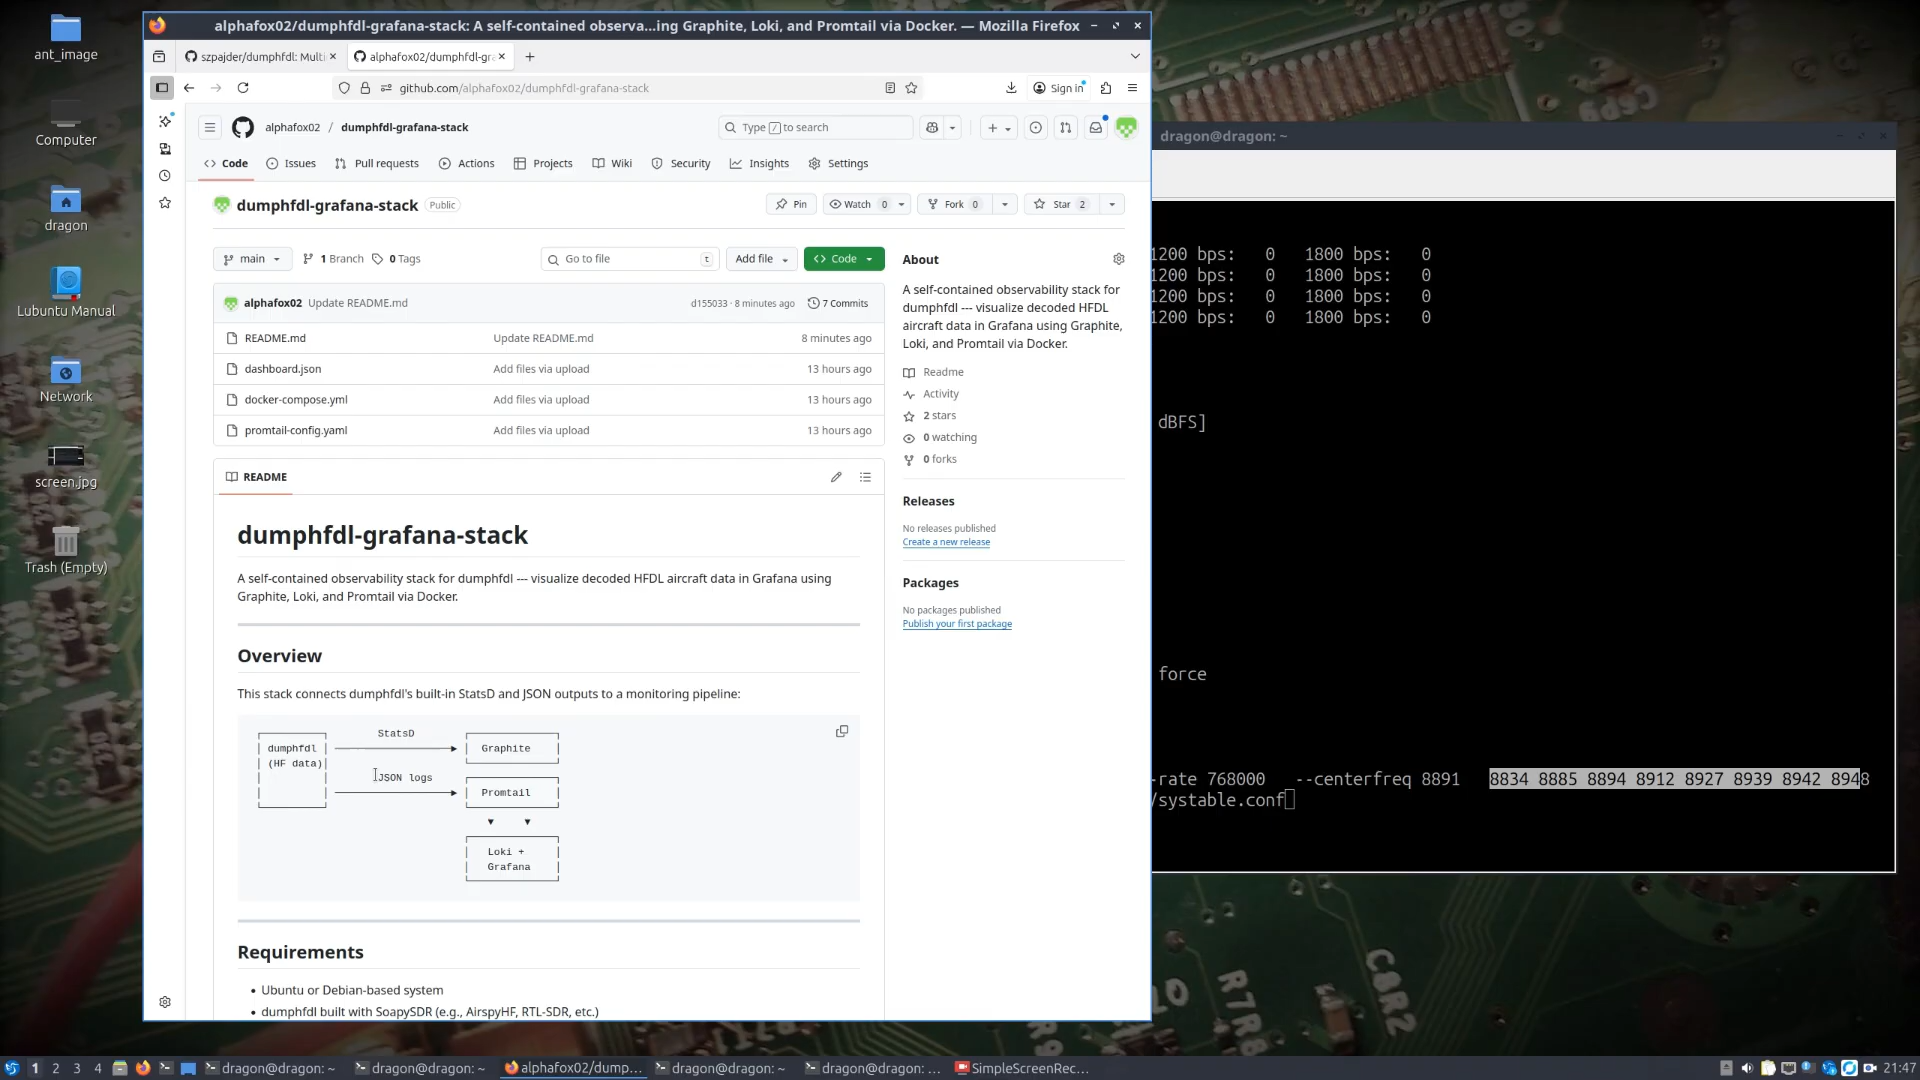 ant_image
Computer
dragon
Lubuntu Manual
Network
screen.jpg
Trash (Empty)
alphafox02/dumphfdl-grafana-stack: A self-contained observa...ing Graphite, Loki, and Promtail via Docker. — Mozilla Firefox
szpajder/dumphfdl: Multi
alphafox02/dumphfdl-gra
github.com/alphafox02/dumphfdl-grafana-stack
Sign in
alphafox02 / dumphfdl-grafana-stack
Type / to search
Code
Issues
Pull requests
Actions
Projects
Wiki
Security
Insights
Settings
dumphfdl-grafana-stack Public
Pin
Watch 0
Fork 0
Star 2
main
1 Branch
0 Tags
Go to file t
Add file
<> Code
alphafox02 Update README.md
d155033 · 8 minutes ago
7 Commits
README.md Update README.md 8 minutes ago
dashboard.json Add files via upload 13 hours ago
docker-compose.yml Add files via upload 13 hours ago
promtail-config.yaml Add files via upload 13 hours ago
README
dumphfdl-grafana-stack
A self-contained observability stack for dumphfdl --- visualize decoded HFDL aircraft data in Grafana using
Graphite, Loki, and Promtail via Docker.
Overview
This stack connects dumphfdl's built-in StatsD and JSON outputs to a monitoring pipeline:
StatsD
dumphfdl
Graphite
(HF data)
JSON logs
Promtail
Loki +
Grafana
Requirements
• Ubuntu or Debian-based system
• dumphfdl built with SoapySDR (e.g., AirspyHF, RTL-SDR, etc.)
About
A self-contained observability stack for
dumphfdl --- visualize decoded HFDL
aircraft data in Grafana using Graphite,
Loki, and Promtail via Docker.
Readme
Activity
2 stars
0 watching
0 forks
Releases
No releases published
Create a new release
Packages
No packages published
Publish your first package
dragon@dragon: ~
1200 bps: 0 1800 bps: 0
1200 bps: 0 1800 bps: 0
1200 bps: 0 1800 bps: 0
1200 bps: 0 1800 bps: 0
dBFS]
force
-rate 768000 --centerfreq 8891 8834 8885 8894 8912 8927 8939 8942 8948
/systable.conf
C8R2
R7R8
1 2 3 4
dragon@dragon: ~
dragon@dragon: ~
alphafox02/dump...
dragon@dragon: ~
dragon@dragon: ...
SimpleScreenRec...
21:47